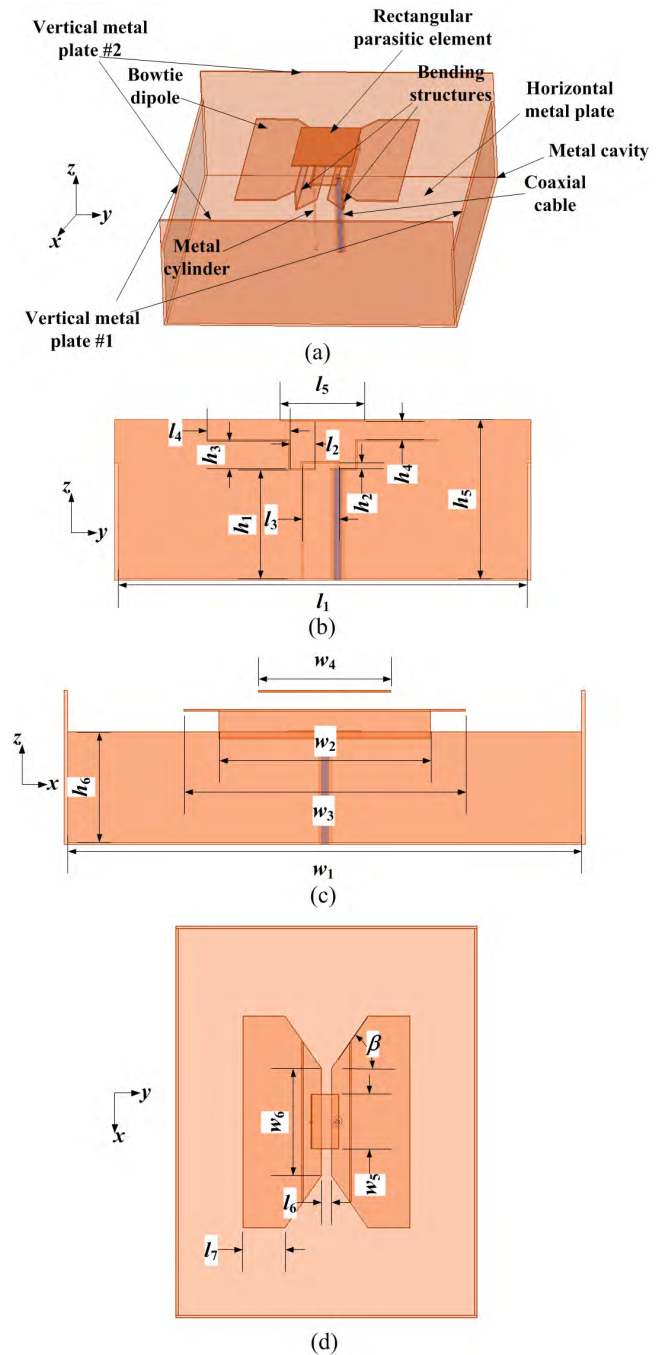 Rectangular
parasitic element
Vertical metal
plate #2
Bowtie
dipole
Bending
structures
Horizontal
metal plate
Metal cavity
Coaxial
cable
z
y
x
Metal
cylinder
Vertical metal
plate #1
(a)
l5
l4
h3
l2
h4
z
y
h1
l3
h2
h5
l1
(b)
w4
z
x
h6
w2
w3
w1
(c)
β
y
x
w6
w5
l6
l7
(d)